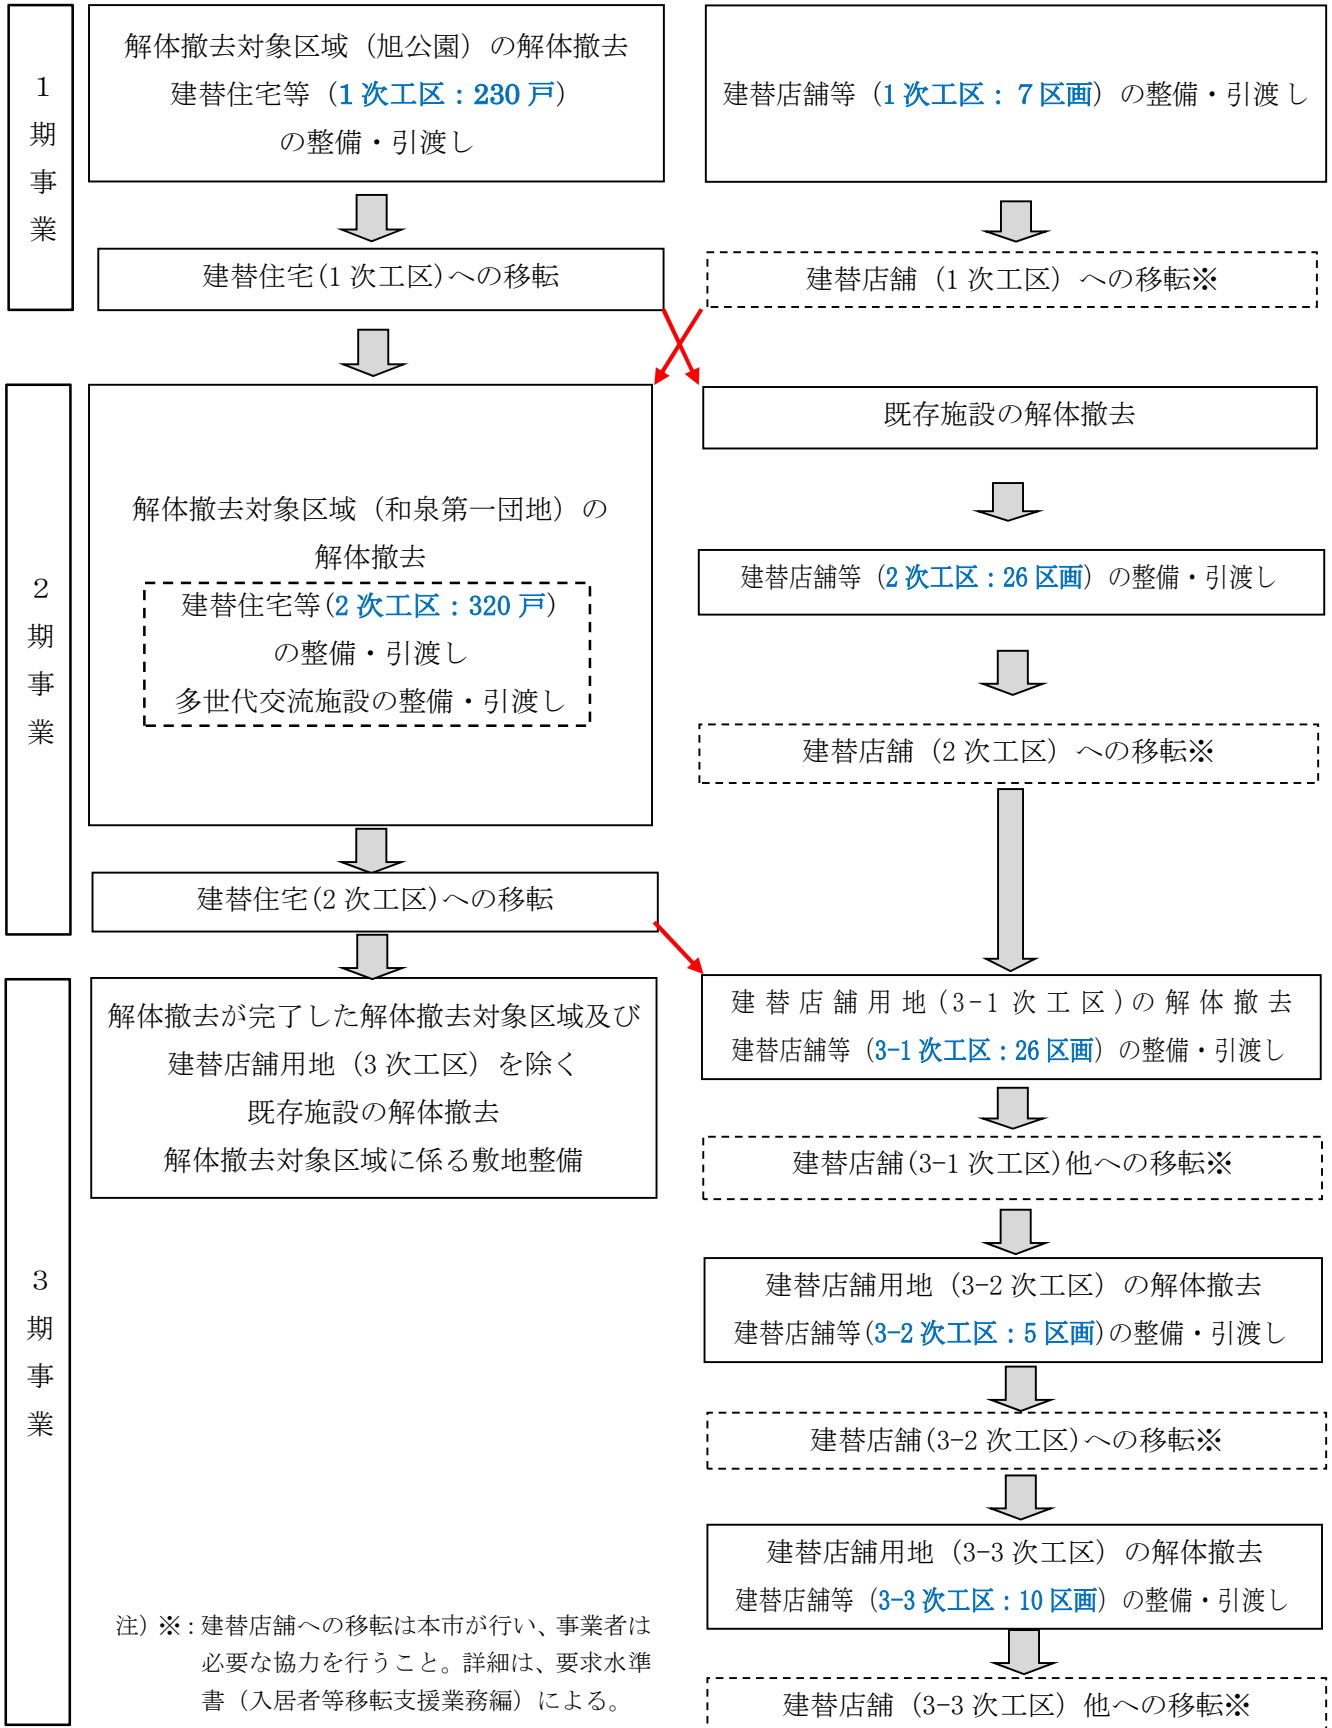 1期事業
解体撤去対象区域（旭公園）の解体撤去
建替住宅等（1 次工区：230 戸）
の整備・引渡し
建替店舗等（1 次工区：７区画）の整備・引渡し
建替住宅(1 次工区)への移転
建替店舗（1 次工区）への移転※
2期事業
解体撤去対象区域（和泉第一団地）の
解体撤去
建替住宅等(2 次工区：320 戸)
の整備・引渡し
多世代交流施設の整備・引渡し
既存施設の解体撤去
建替店舗等（2 次工区：26 区画）の整備・引渡し
建替店舗（2 次工区）への移転※
建替住宅(2 次工区)への移転
3期事業
解体撤去が完了した解体撤去対象区域及び
建替店舗用地（3 次工区）を除く
既存施設の解体撤去
解体撤去対象区域に係る敷地整備
建替店舗用地(3-1 次工区)の解体撤去
建替店舗等（3-1 次工区：26 区画）の整備・引渡し
建替店舗(3-1 次工区)他への移転※
建替店舗用地（3-2 次工区）の解体撤去
建替店舗等(3-2 次工区：5 区画)の整備・引渡し
建替店舗(3-2 次工区)への移転※
建替店舗用地（3-3 次工区）の解体撤去
建替店舗等（3-3 次工区：10 区画）の整備・引渡し
建替店舗（3-3 次工区）他への移転※
注）※：建替店舗への移転は本市が行い、事業者は
必要な協力を行うこと。詳細は、要求水準
書（入居者等移転支援業務編）による。